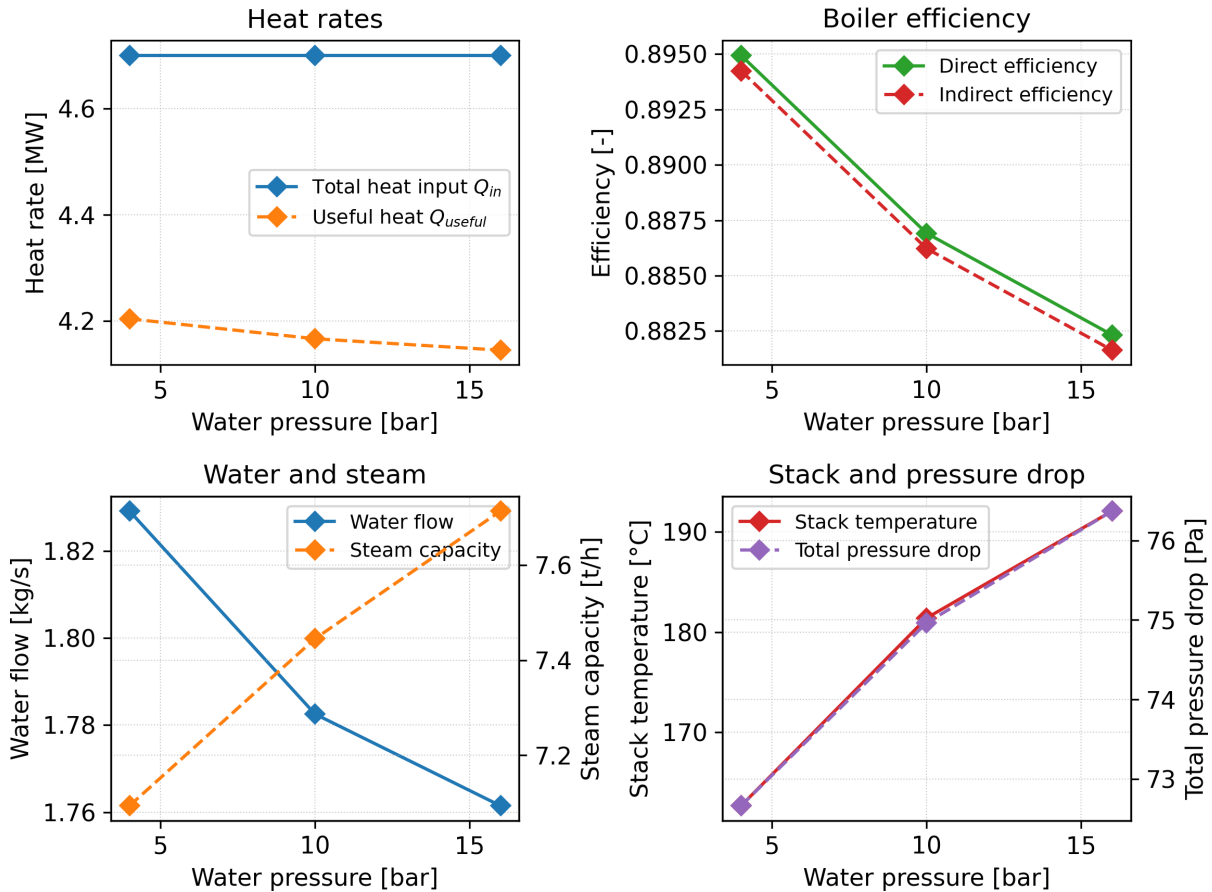 Heat rates
Heat rate [MW]
4.6
4.4
4.2
Total heat input Q_in
Useful heat Q_useful
5 10 15
Water pressure [bar]
Boiler efficiency
Efficiency [-]
0.8950
0.8925
0.8900
0.8875
0.8850
0.8825
Direct efficiency
Indirect efficiency
5 10 15
Water pressure [bar]
Water and steam
Water flow [kg/s]
1.82
1.80
1.78
1.76
Water flow
Steam capacity
7.6
7.4
7.2
Steam capacity [t/h]
5 10 15
Water pressure [bar]
Stack and pressure drop
Stack temperature [°C]
190
180
170
Stack temperature
Total pressure drop
76
75
74
73
Total pressure drop [Pa]
5 10 15
Water pressure [bar]